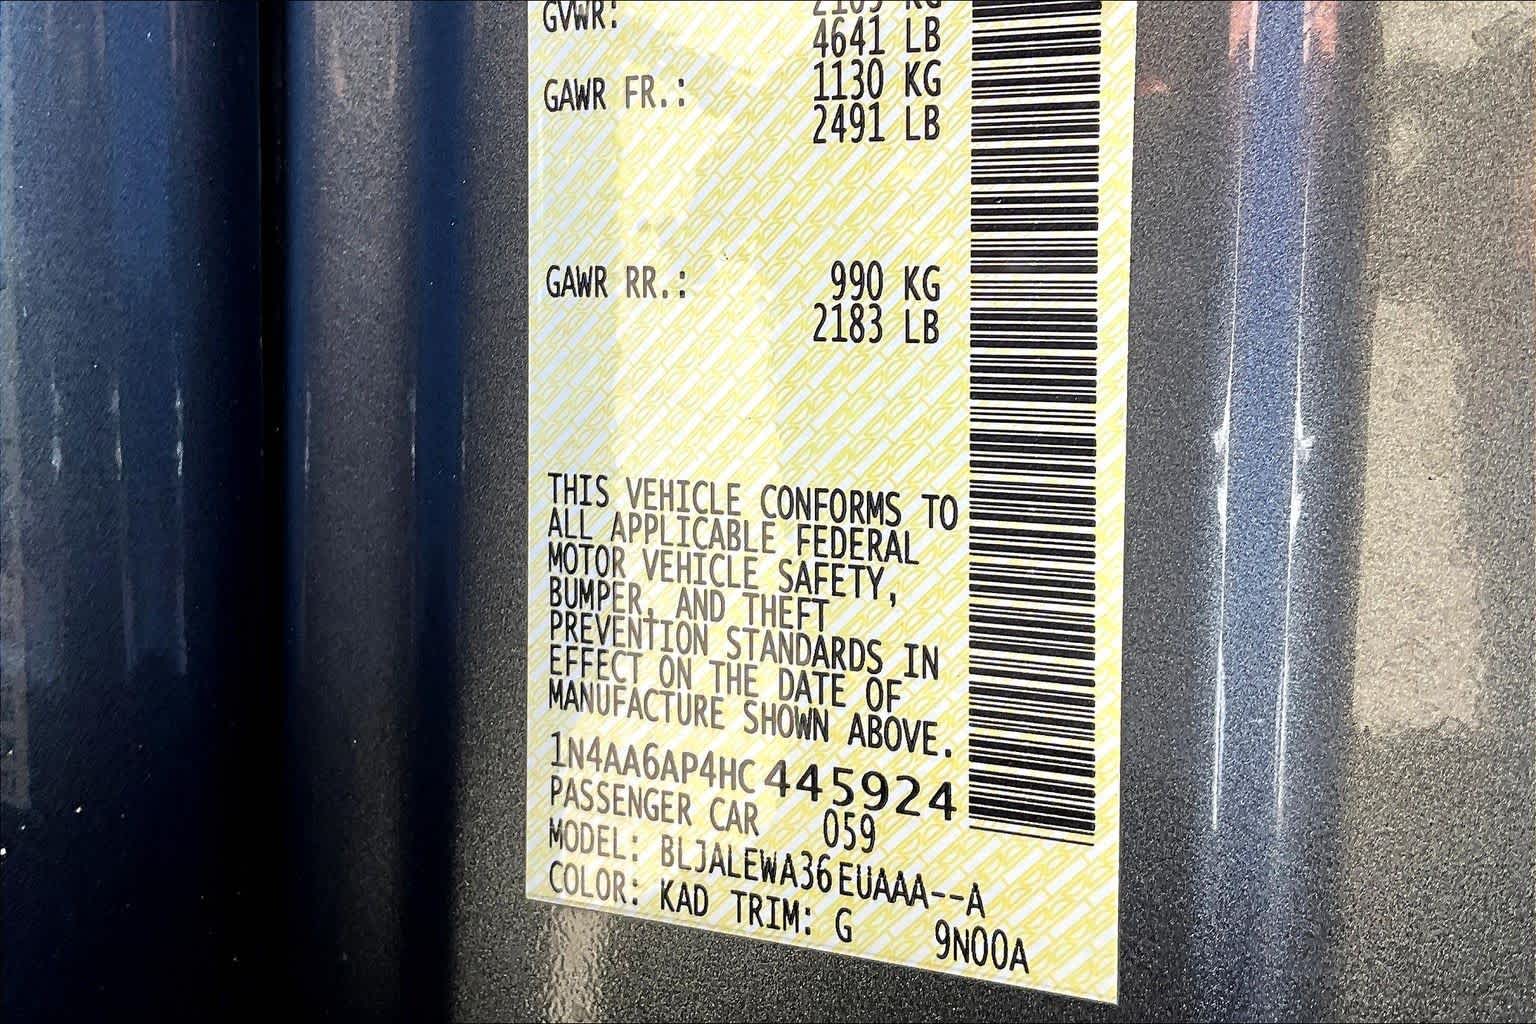 GVWR: 2105 KG
4641 LB
GAWR FR.: 1130 KG
2491 LB
GAWR RR.: 990 KG
2183 LB
THIS VEHICLE CONFORMS TO
ALL APPLICABLE FEDERAL
MOTOR VEHICLE SAFETY,
BUMPER, AND THEFT
PREVENTION STANDARDS IN
EFFECT ON THE DATE OF
MANUFACTURE SHOWN ABOVE.
1N4AA6AP4HC445924
PASSENGER CAR 059
MODEL: BLJALEWA36EUAAA--A
COLOR: KAD TRIM: G 9N00A